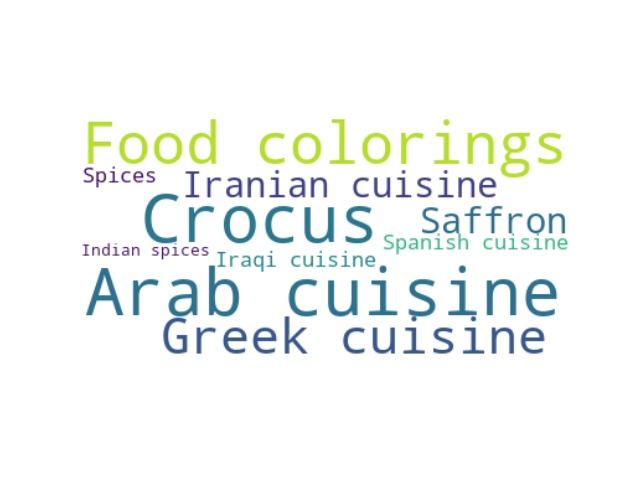 Food colorings
Spices
Iranian cuisine
Crocus
Saffron
Spanish cuisine
Indian spices
Iraqi cuisine
Arab cuisine
Greek cuisine